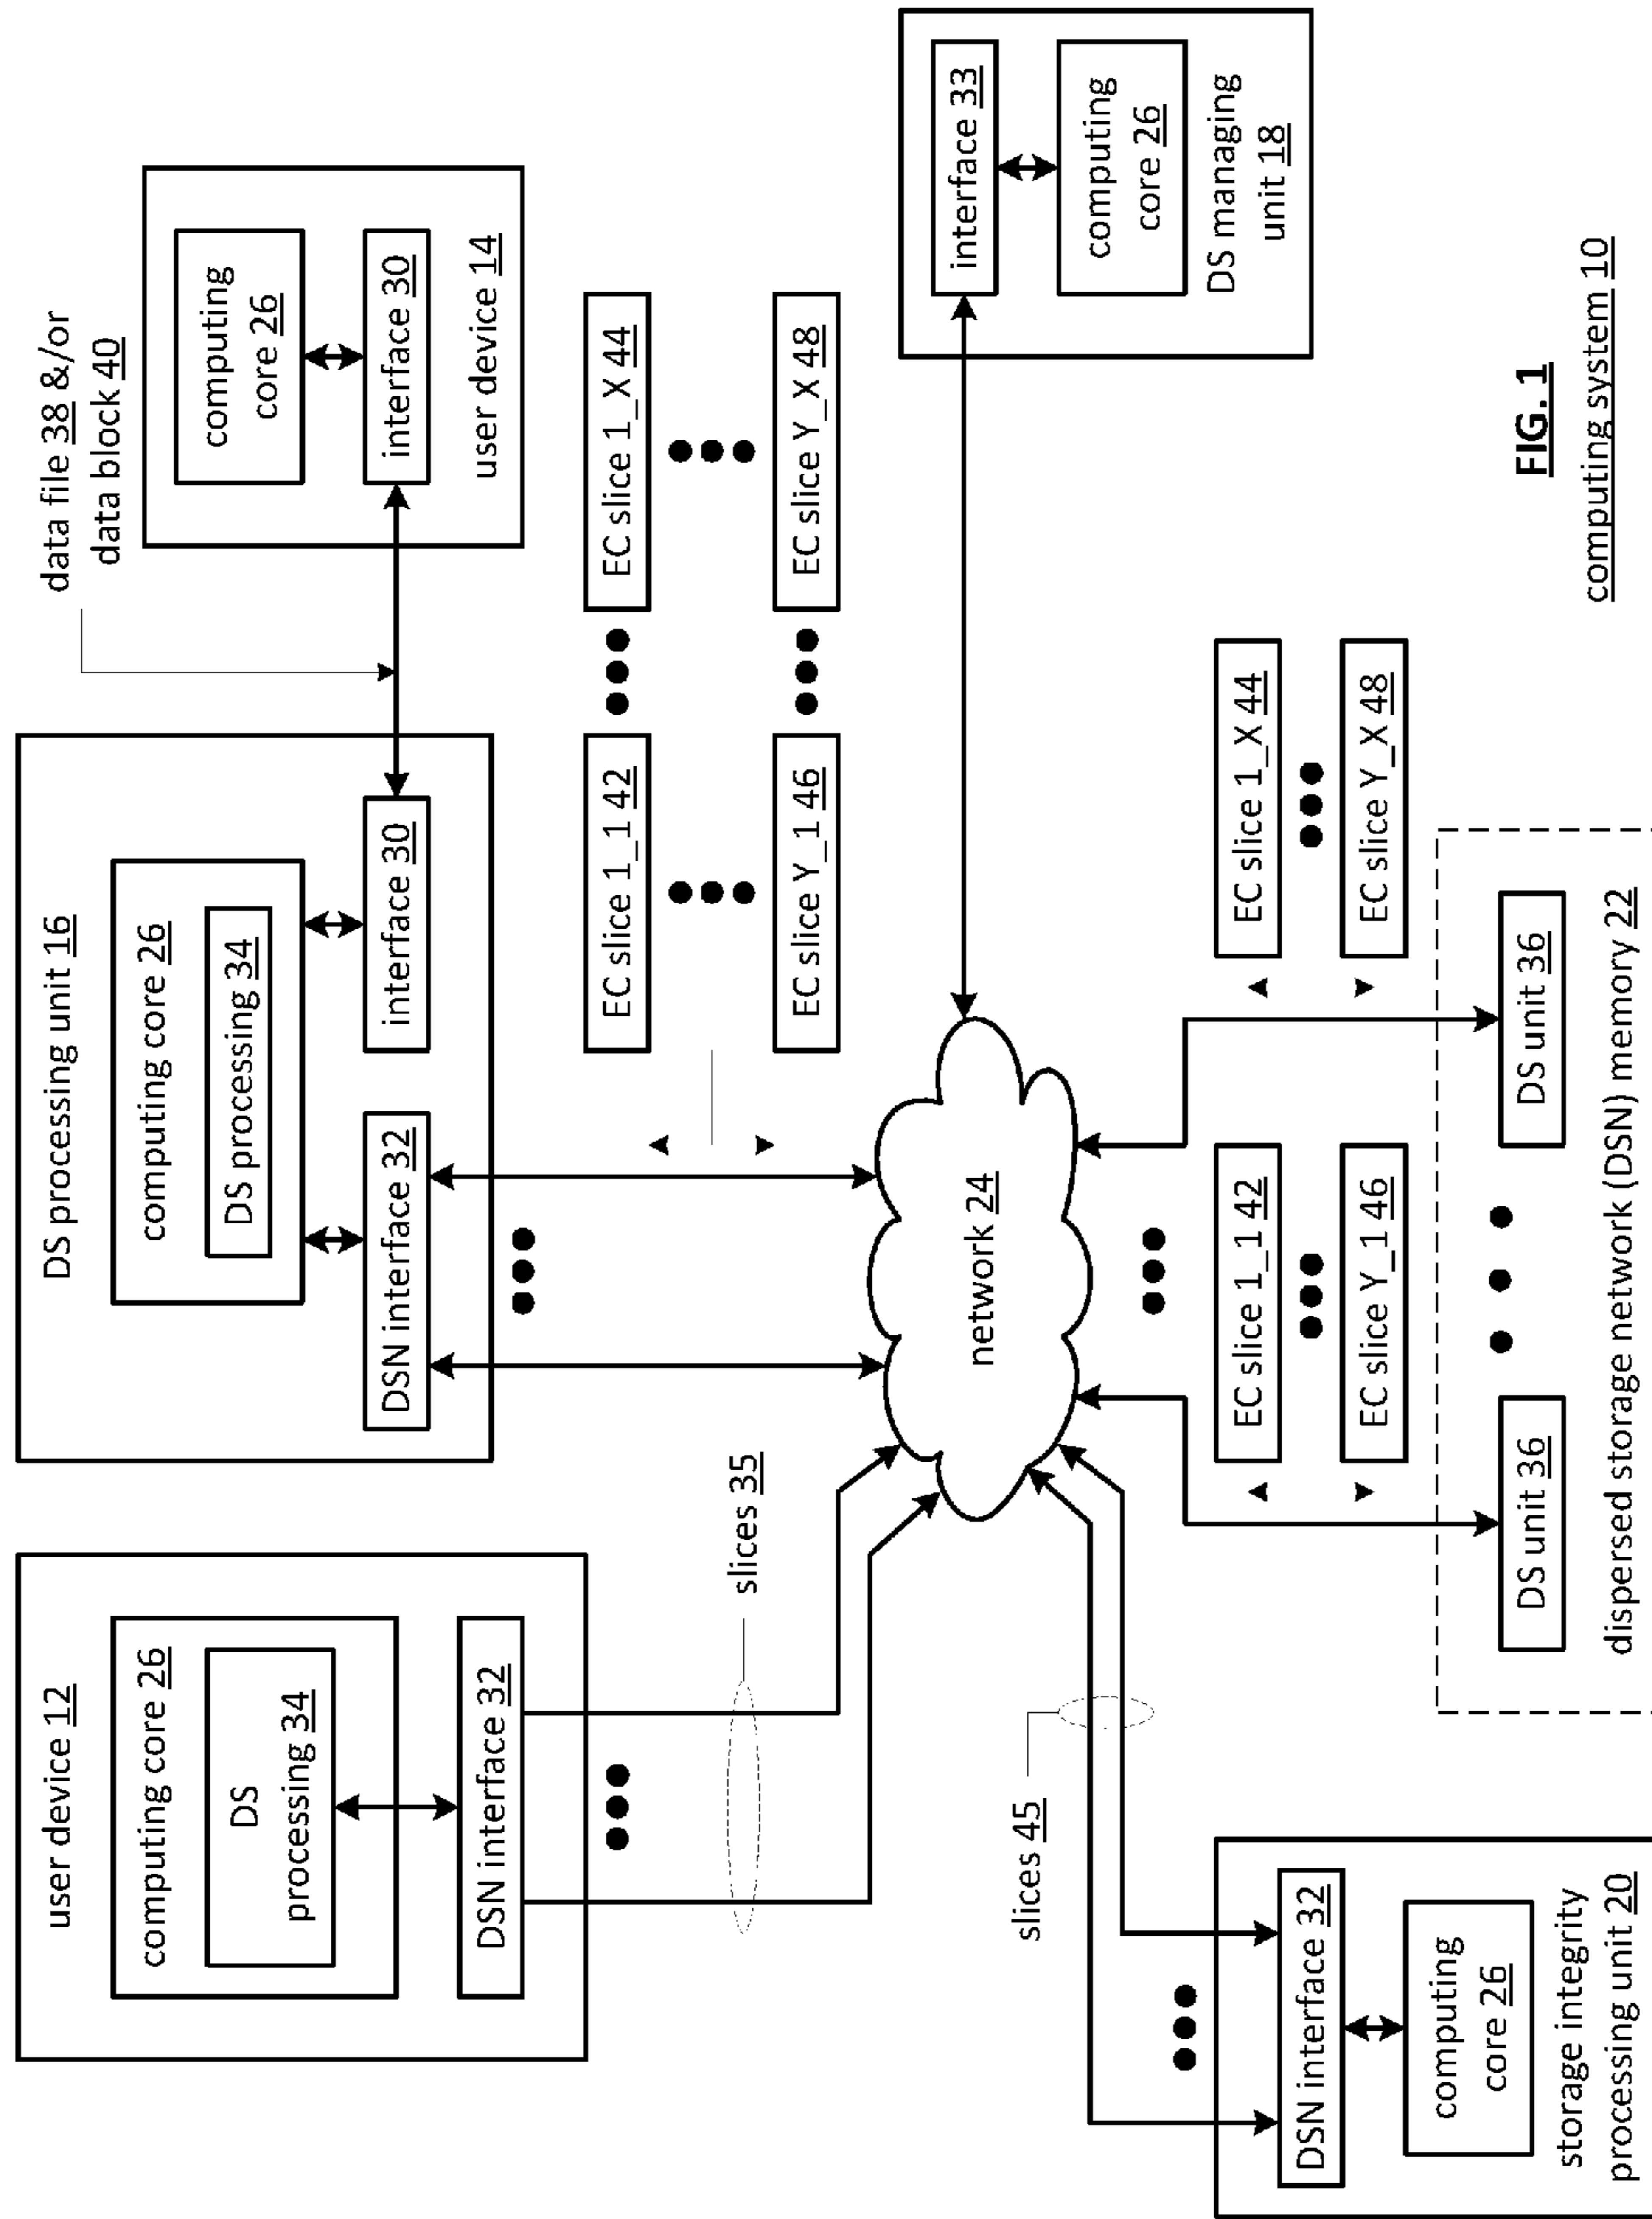 user device 12
computing core 26
DS
processing 34
DSN interface 32
slices 35
DS processing unit 16
computing core 26
DS processing 34
DSN interface 32
interface 30
data file 38 &/or
data block 40
computing
core 26
interface 30
user device 14
EC slice 1_1 42
EC slice 1_X 44
EC slice Y_1 46
EC slice Y_X 48
network 24
interface 33
computing
core 26
DS managing
unit 18
slices 45
DSN interface 32
computing
core 26
storage integrity
processing unit 20
EC slice 1_1 42
EC slice Y_1 46
EC slice 1_X 44
EC slice Y_X 48
DS unit 36
DS unit 36
dispersed storage network (DSN) memory 22
FIG. 1
computing system 10